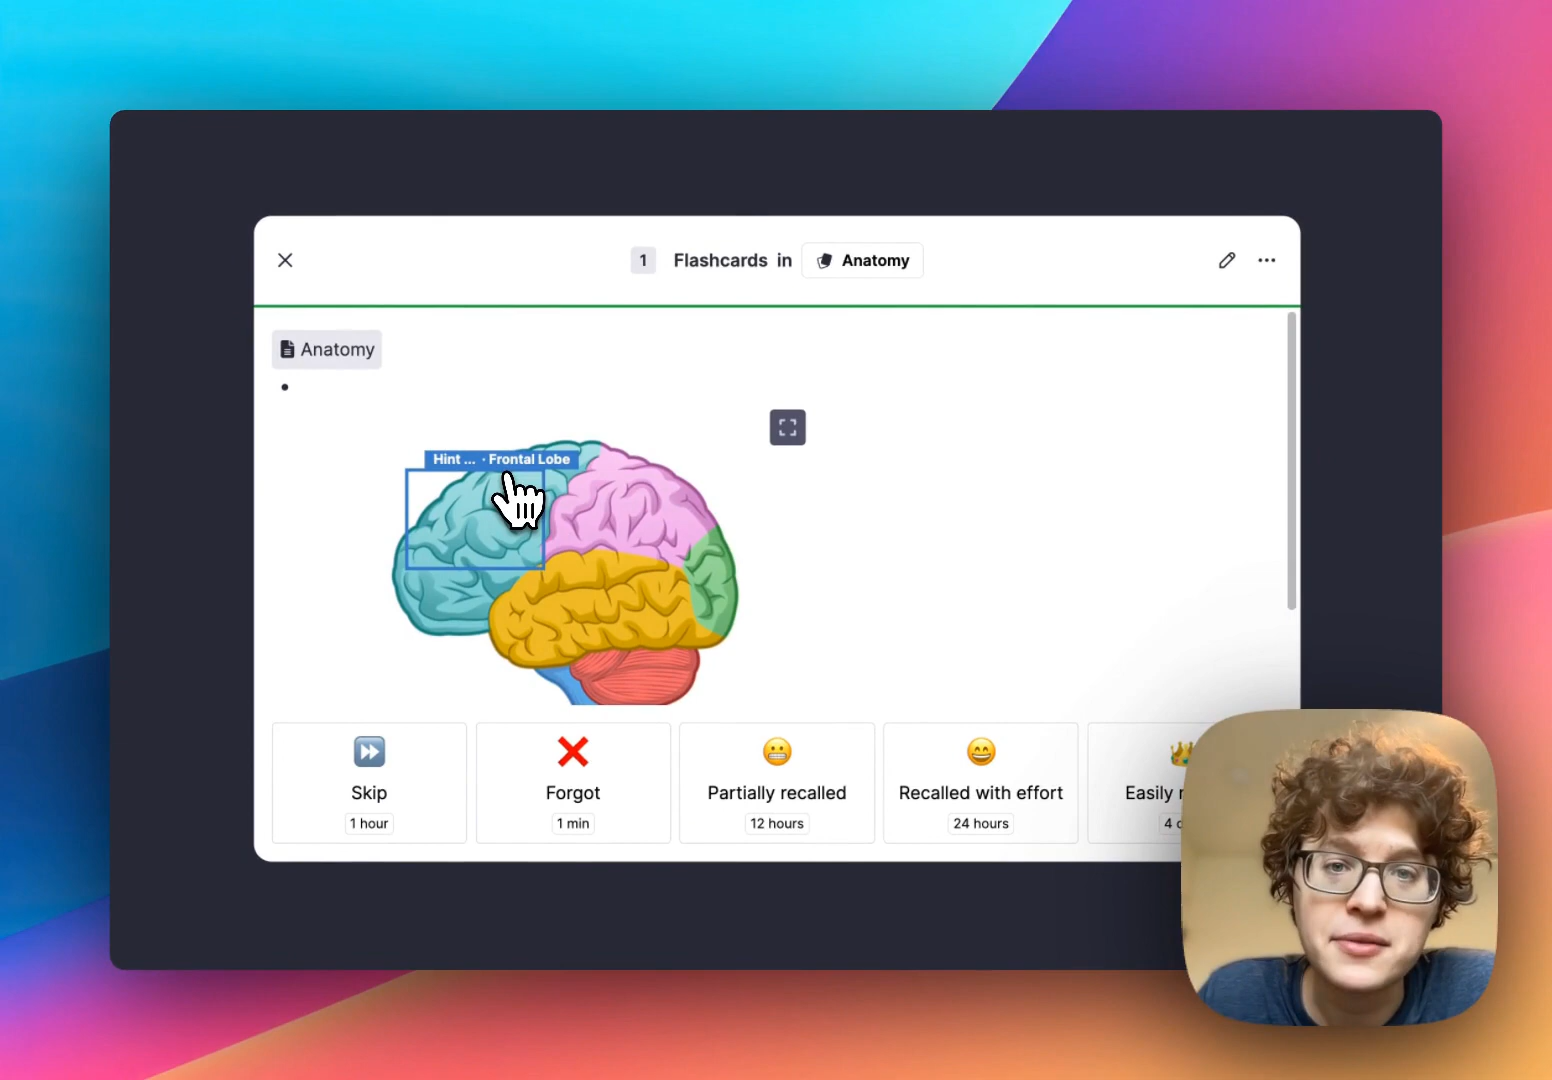 1 Flashcards in Anatomy
Anatomy
Hint ... · Frontal Lobe
Skip
1 hour
Forgot
1 min
Partially recalled
12 hours
Recalled with effort
24 hours
Easily
4